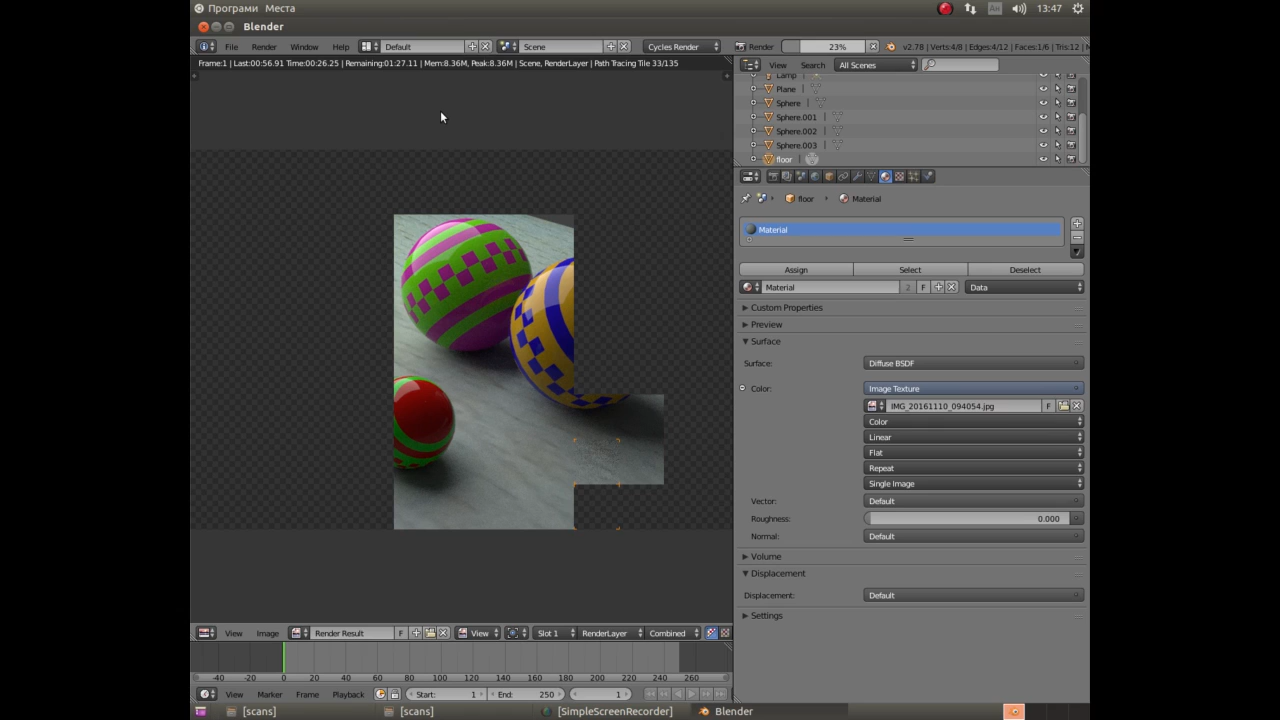 Програми Места
Ан 13:47
Blender
File Render Window Help Default Scene Cycles Render Render 23% v2.78 | Verts:4/8 | Edges:4/12 | Faces:1/6 | Tris:12 |
Frame:1 | Last:00:56.91 Time:00:26.25 | Remaining:01:27.11 | Mem:8.36M, Peak:8.36M | Scene, RenderLayer | Path Tracing Tile 33/135
View Search All Scenes
Lamp
Plane
Sphere
Sphere.001
Sphere.002
Sphere.003
floor
floor Material
Material
Assign Select Deselect
Material 2 F Data
Custom Properties
Preview
Surface
Surface: Diffuse BSDF
Color: Image Texture
IMG_20161110_094054.jpg F
Color
Linear
Flat
Repeat
Single Image
Vector: Default
Roughness: 0.000
Normal: Default
Volume
Displacement
Displacement: Default
Settings
View Image Render Result F View Slot 1 RenderLayer Combined
-40 -20 0 20 40 60 80 100 120 140 160 180 200 220 240 260
View Marker Frame Playback Start: 1 End: 250 1
[scans] [scans] [SimpleScreenRecorder] Blender